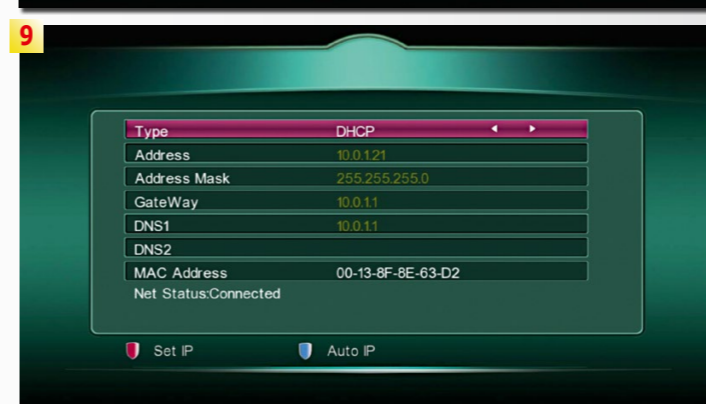 9
Type DHCP
Address 10.0.1.21
Address Mask 255.255.255.0
GateWay 10.0.1.1
DNS1 10.0.1.1
DNS2
MAC Address 00-13-8F-8E-63-D2
Net Status:Connected
Set IP Auto IP